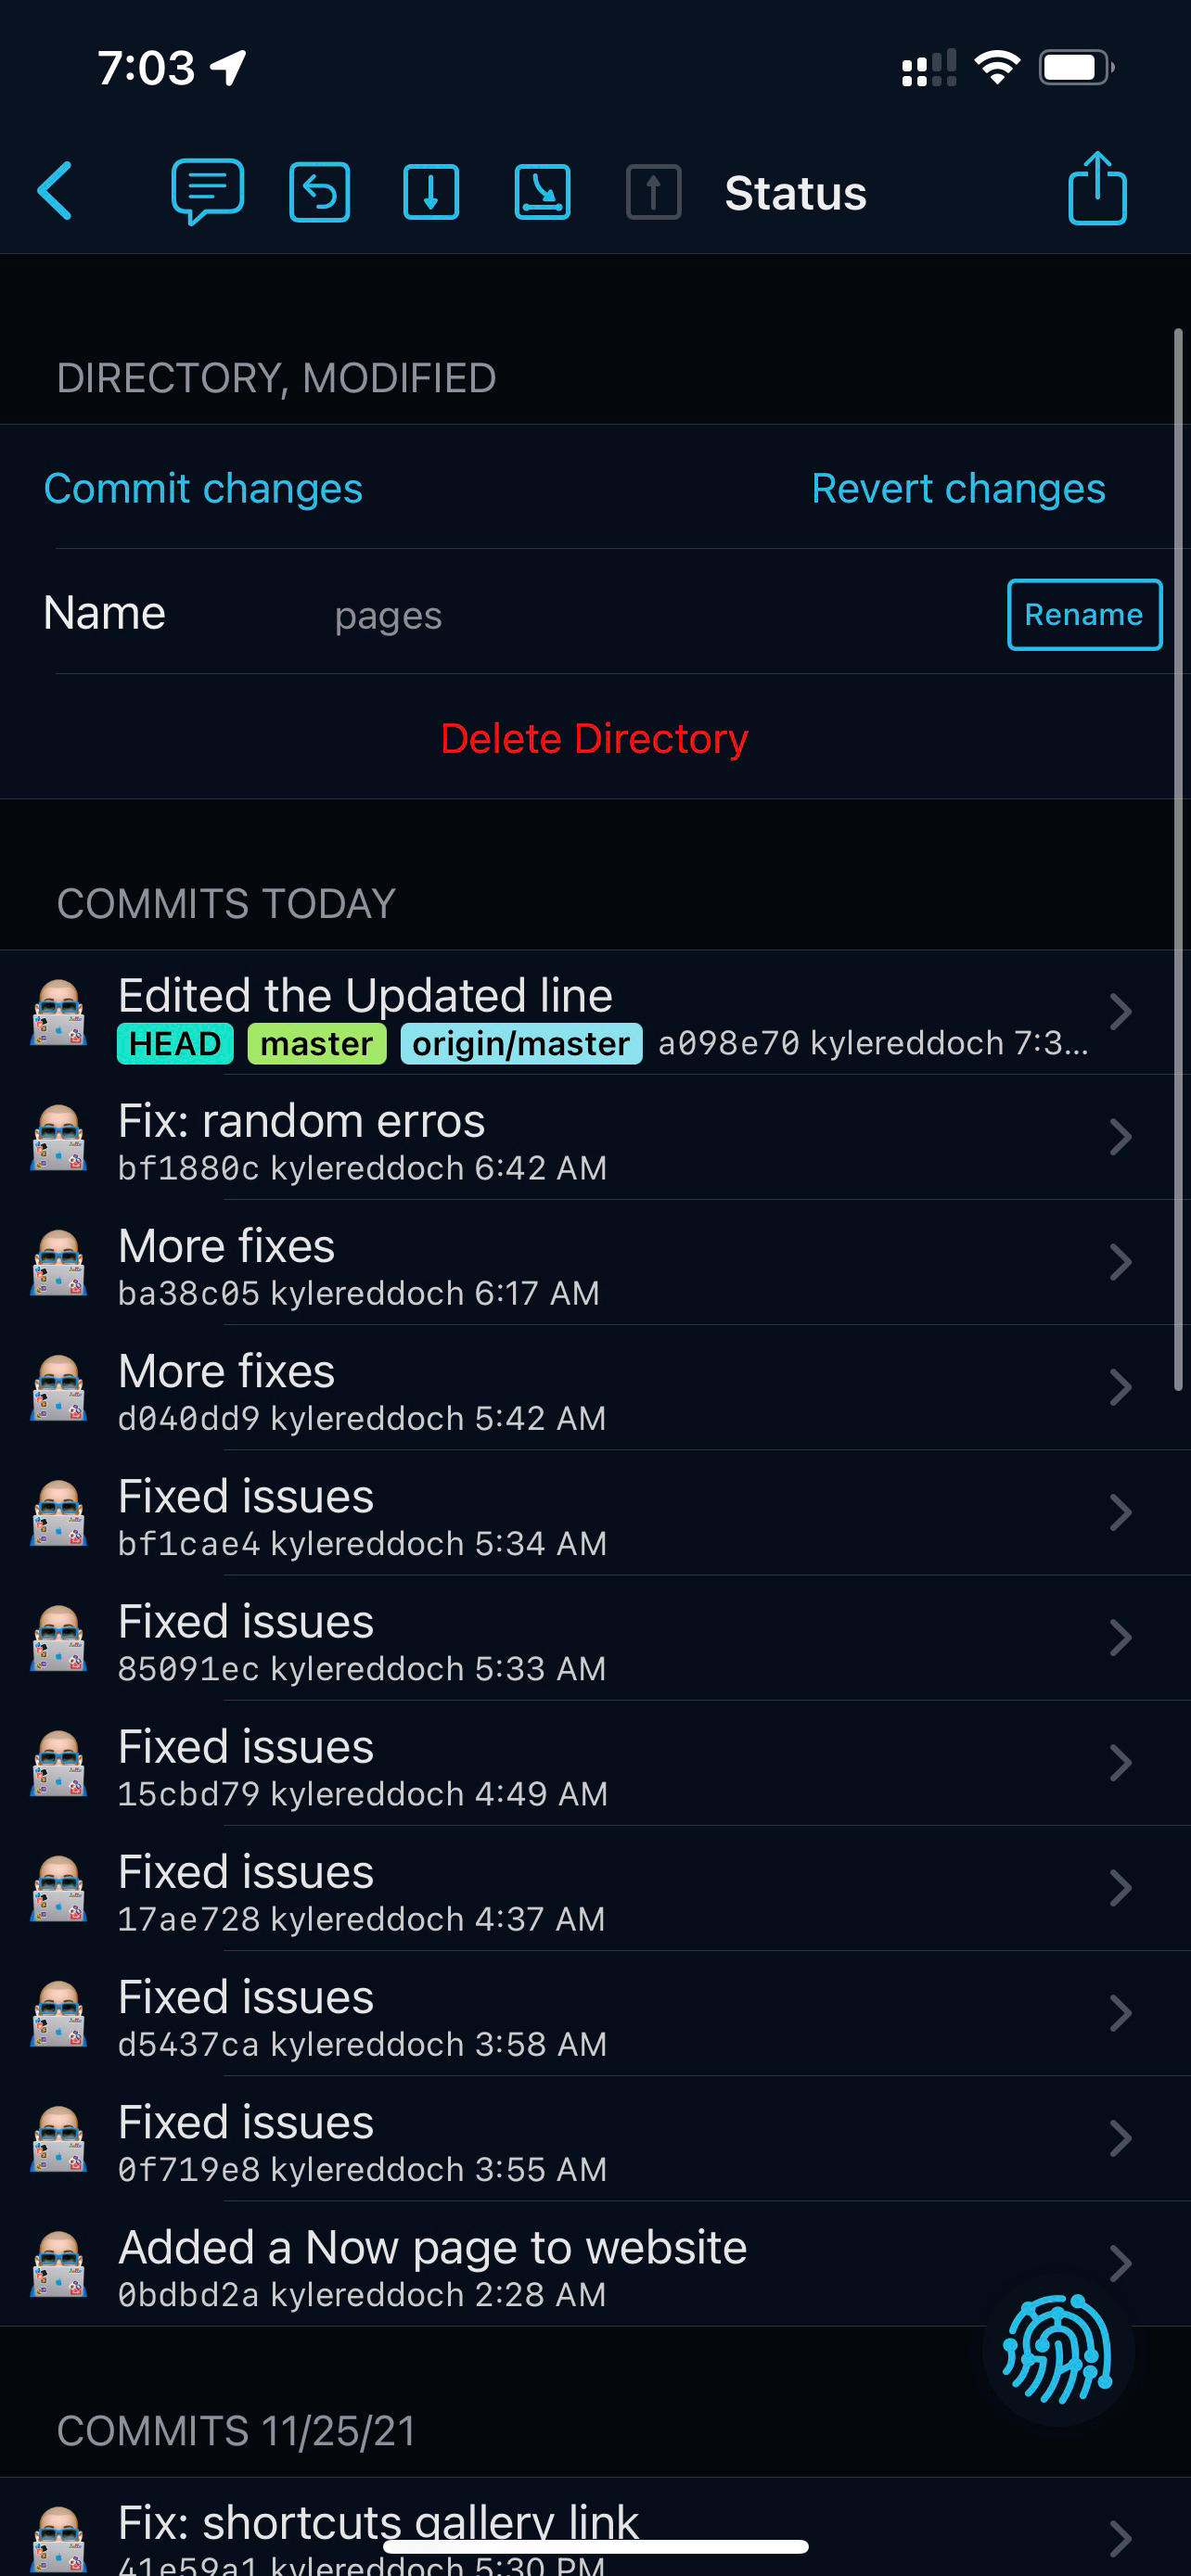 7:03
Status
DIRECTORY, MODIFIED
Commit changes Revert changes
Name pages Rename
Delete Directory
COMMITS TODAY
Edited the Updated line
HEAD master origin/master a098e70 kylereddoch 7:3...
Fix: random erros
bf1880c kylereddoch 6:42 AM
More fixes
ba38c05 kylereddoch 6:17 AM
More fixes
d040dd9 kylereddoch 5:42 AM
Fixed issues
bf1cae4 kylereddoch 5:34 AM
Fixed issues
85091ec kylereddoch 5:33 AM
Fixed issues
15cbd79 kylereddoch 4:49 AM
Fixed issues
17ae728 kylereddoch 4:37 AM
Fixed issues
d5437ca kylereddoch 3:58 AM
Fixed issues
0f719e8 kylereddoch 3:55 AM
Added a Now page to website
0bdbd2a kylereddoch 2:28 AM
COMMITS 11/25/21
Fix: shortcuts gallery link
41e59a1 kylereddoch 5:30 PM